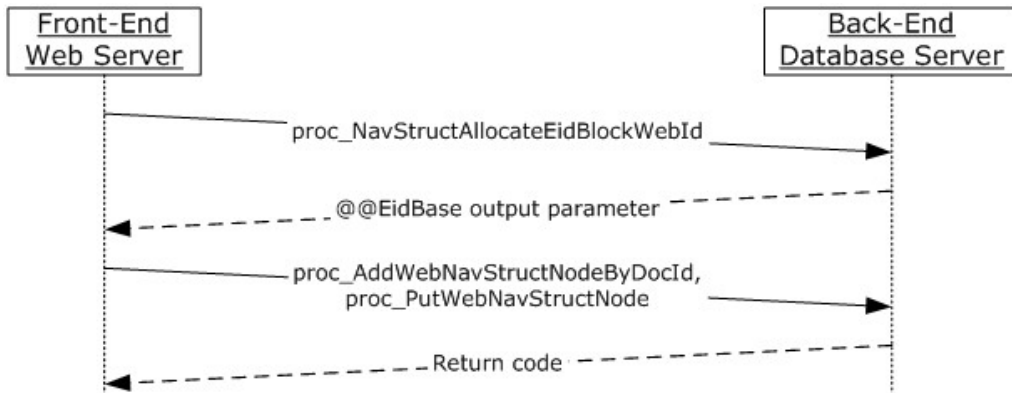 Front-End
Web Server
Back-End
Database Server
proc_NavStructAllocateEidBlockWebId
@@EidBase output parameter
proc_AddWebNavStructNodeByDocId,
proc_PutWebNavStructNode
Return code